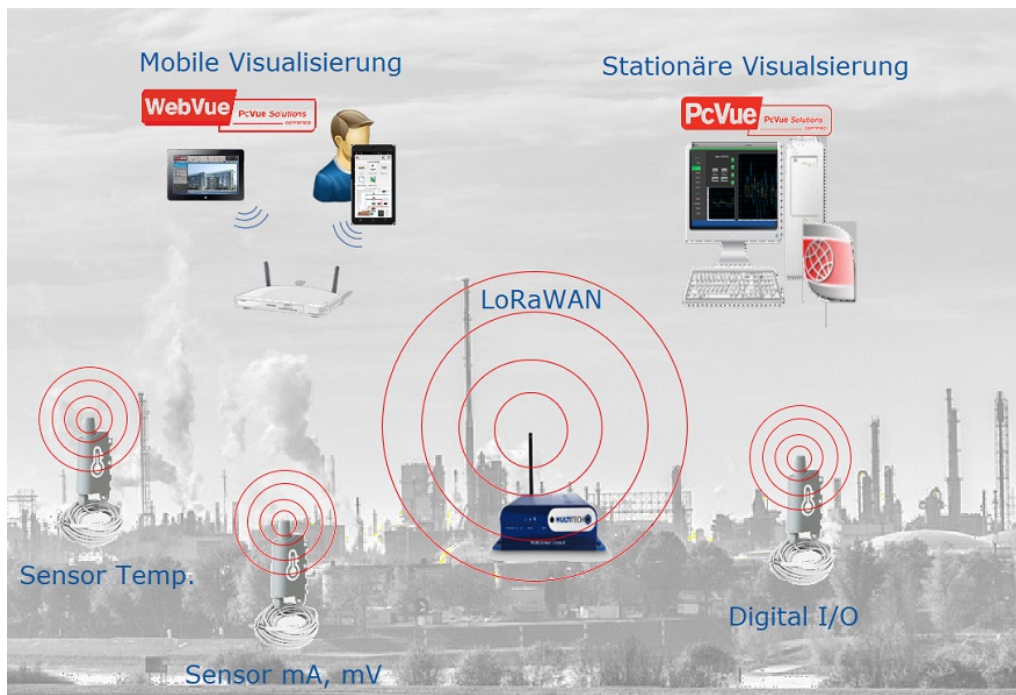 Mobile Visualisierung
Stationäre Visualsierung
WebVue
PcVue Solutions
PcVue
PcVue Solutions
LoRaWAN
MULTITECH
Sensor Temp.
Digital I/O
Sensor mA, mV